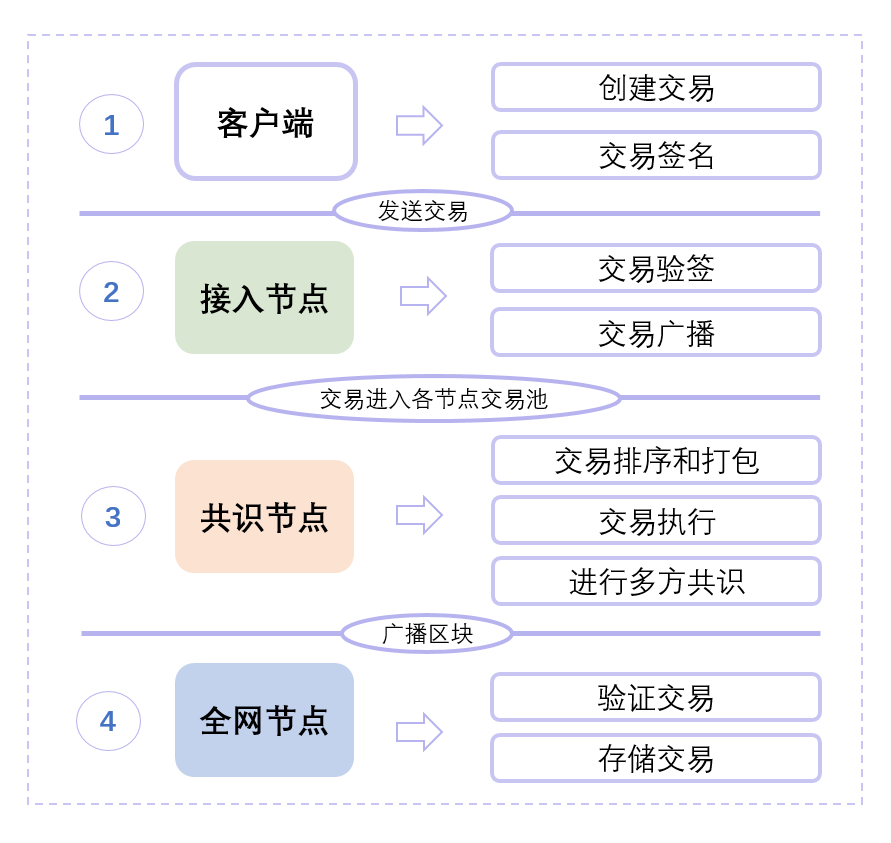 1
客户端
创建交易
交易签名
发送交易
2
接入节点
交易验签
交易广播
交易进入各节点交易池
3
共识节点
交易排序和打包
交易执行
进行多方共识
广播区块
4
全网节点
验证交易
存储交易